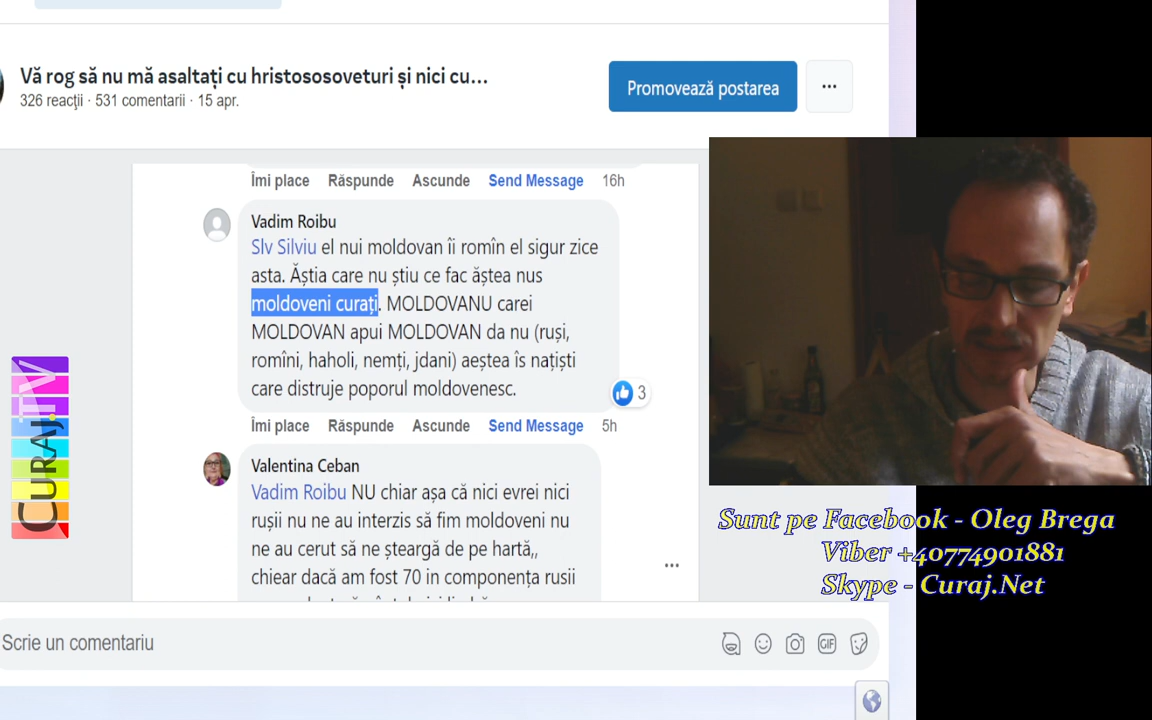 Vă rog să nu mă asaltați cu hristososoveturi și nici cu...
326 reacții · 531 comentarii · 15 apr.
Promovează postarea
Îmi place Răspunde Ascunde Send Message 16h
Vadim Roibu
Slv Silviu el nui moldovan îi romîn el sigur zice
asta. Ăștia care nu știu ce fac ăștea nus
moldoveni curați. MOLDOVANU carei
MOLDOVAN apui MOLDOVAN da nu (ruși,
romîni, haholi, nemți, jdani) aeștea îs națiști
care distruje poporul moldovenesc.
3
Îmi place Răspunde Ascunde Send Message 5h
Valentina Ceban
Vadim Roibu NU chiar așa că nici evrei nici
rușii nu ne au interzis să fim moldoveni nu
ne au cerut să ne șteargă de pe hartă,,
chiear dacă am fost 70 in componența rusii
Scrie un comentariu
GIF
CURAJ.TV
Sunt pe Facebook - Oleg Brega
Viber +40774901881
Skype - Curaj.Net